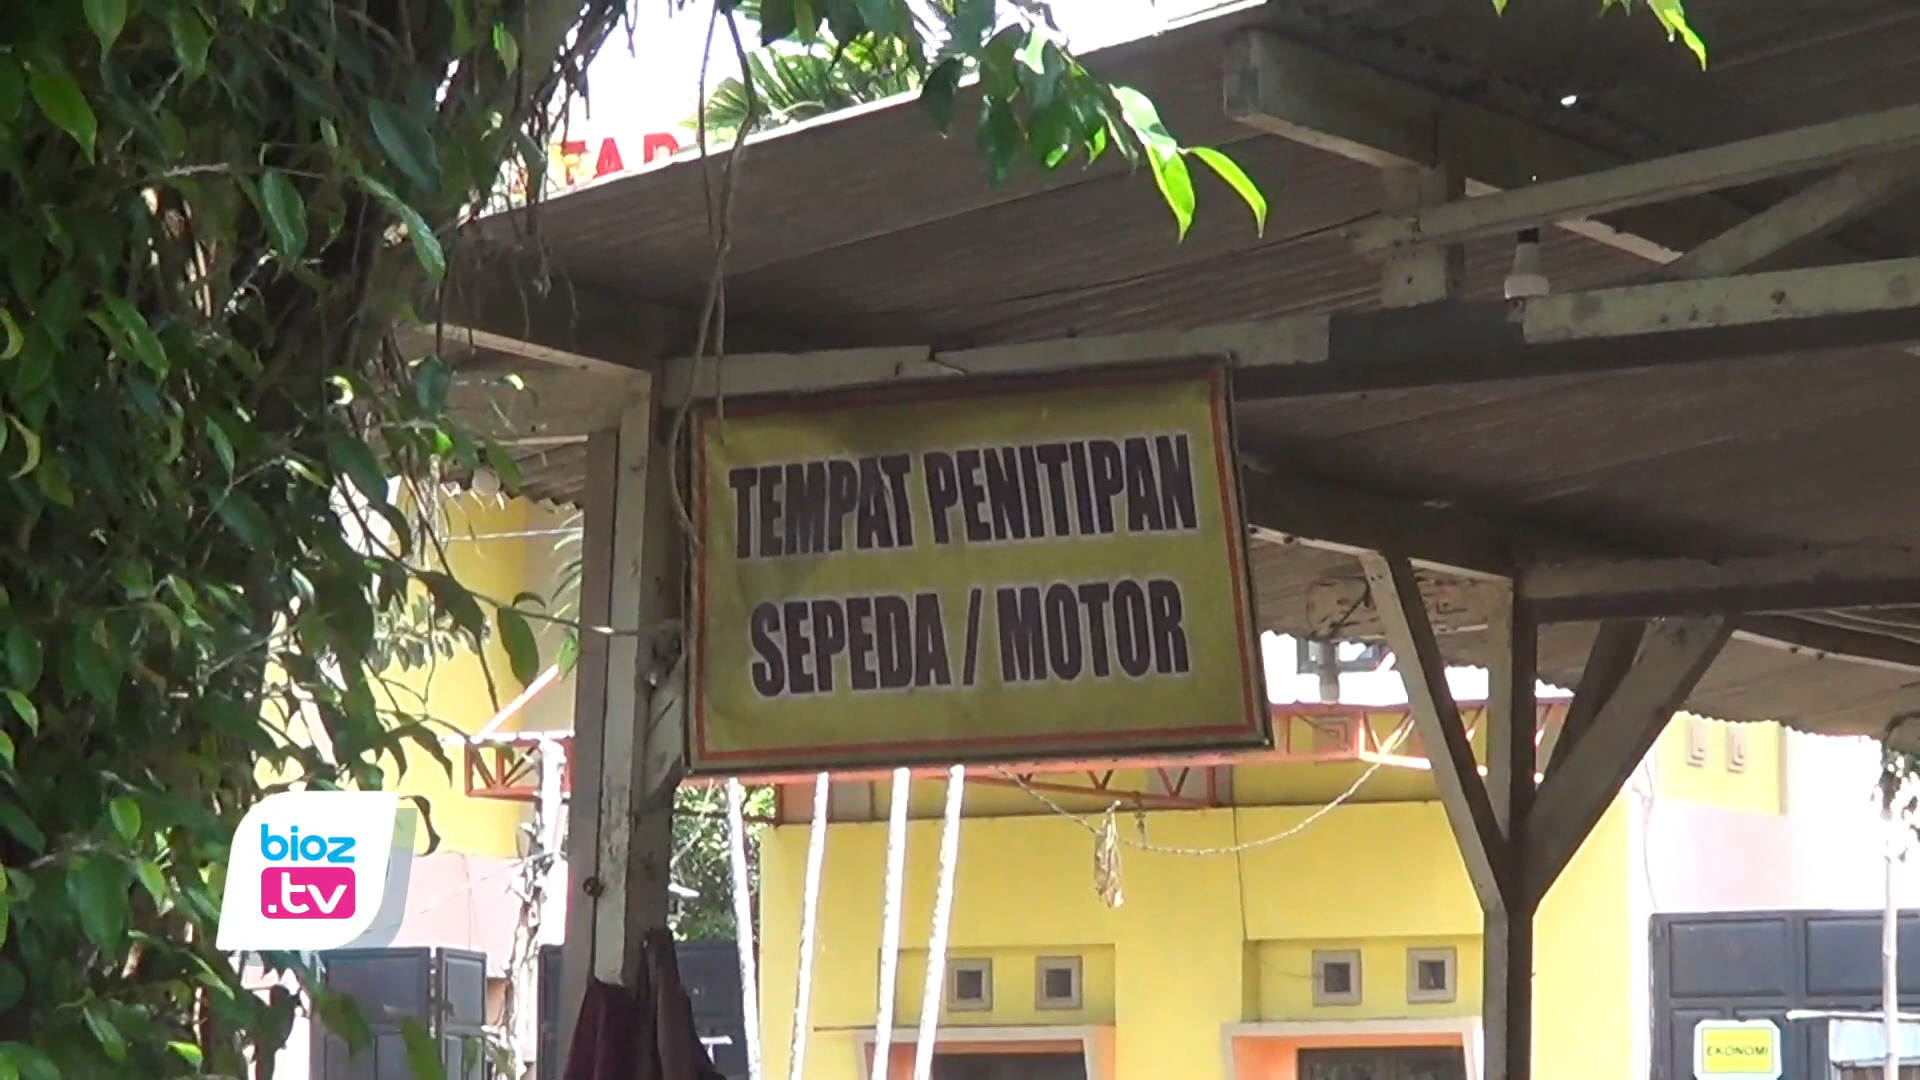 TEMPAT PENITIPAN
SEPEDA / MOTOR
bioz
.tv
EKONOMI